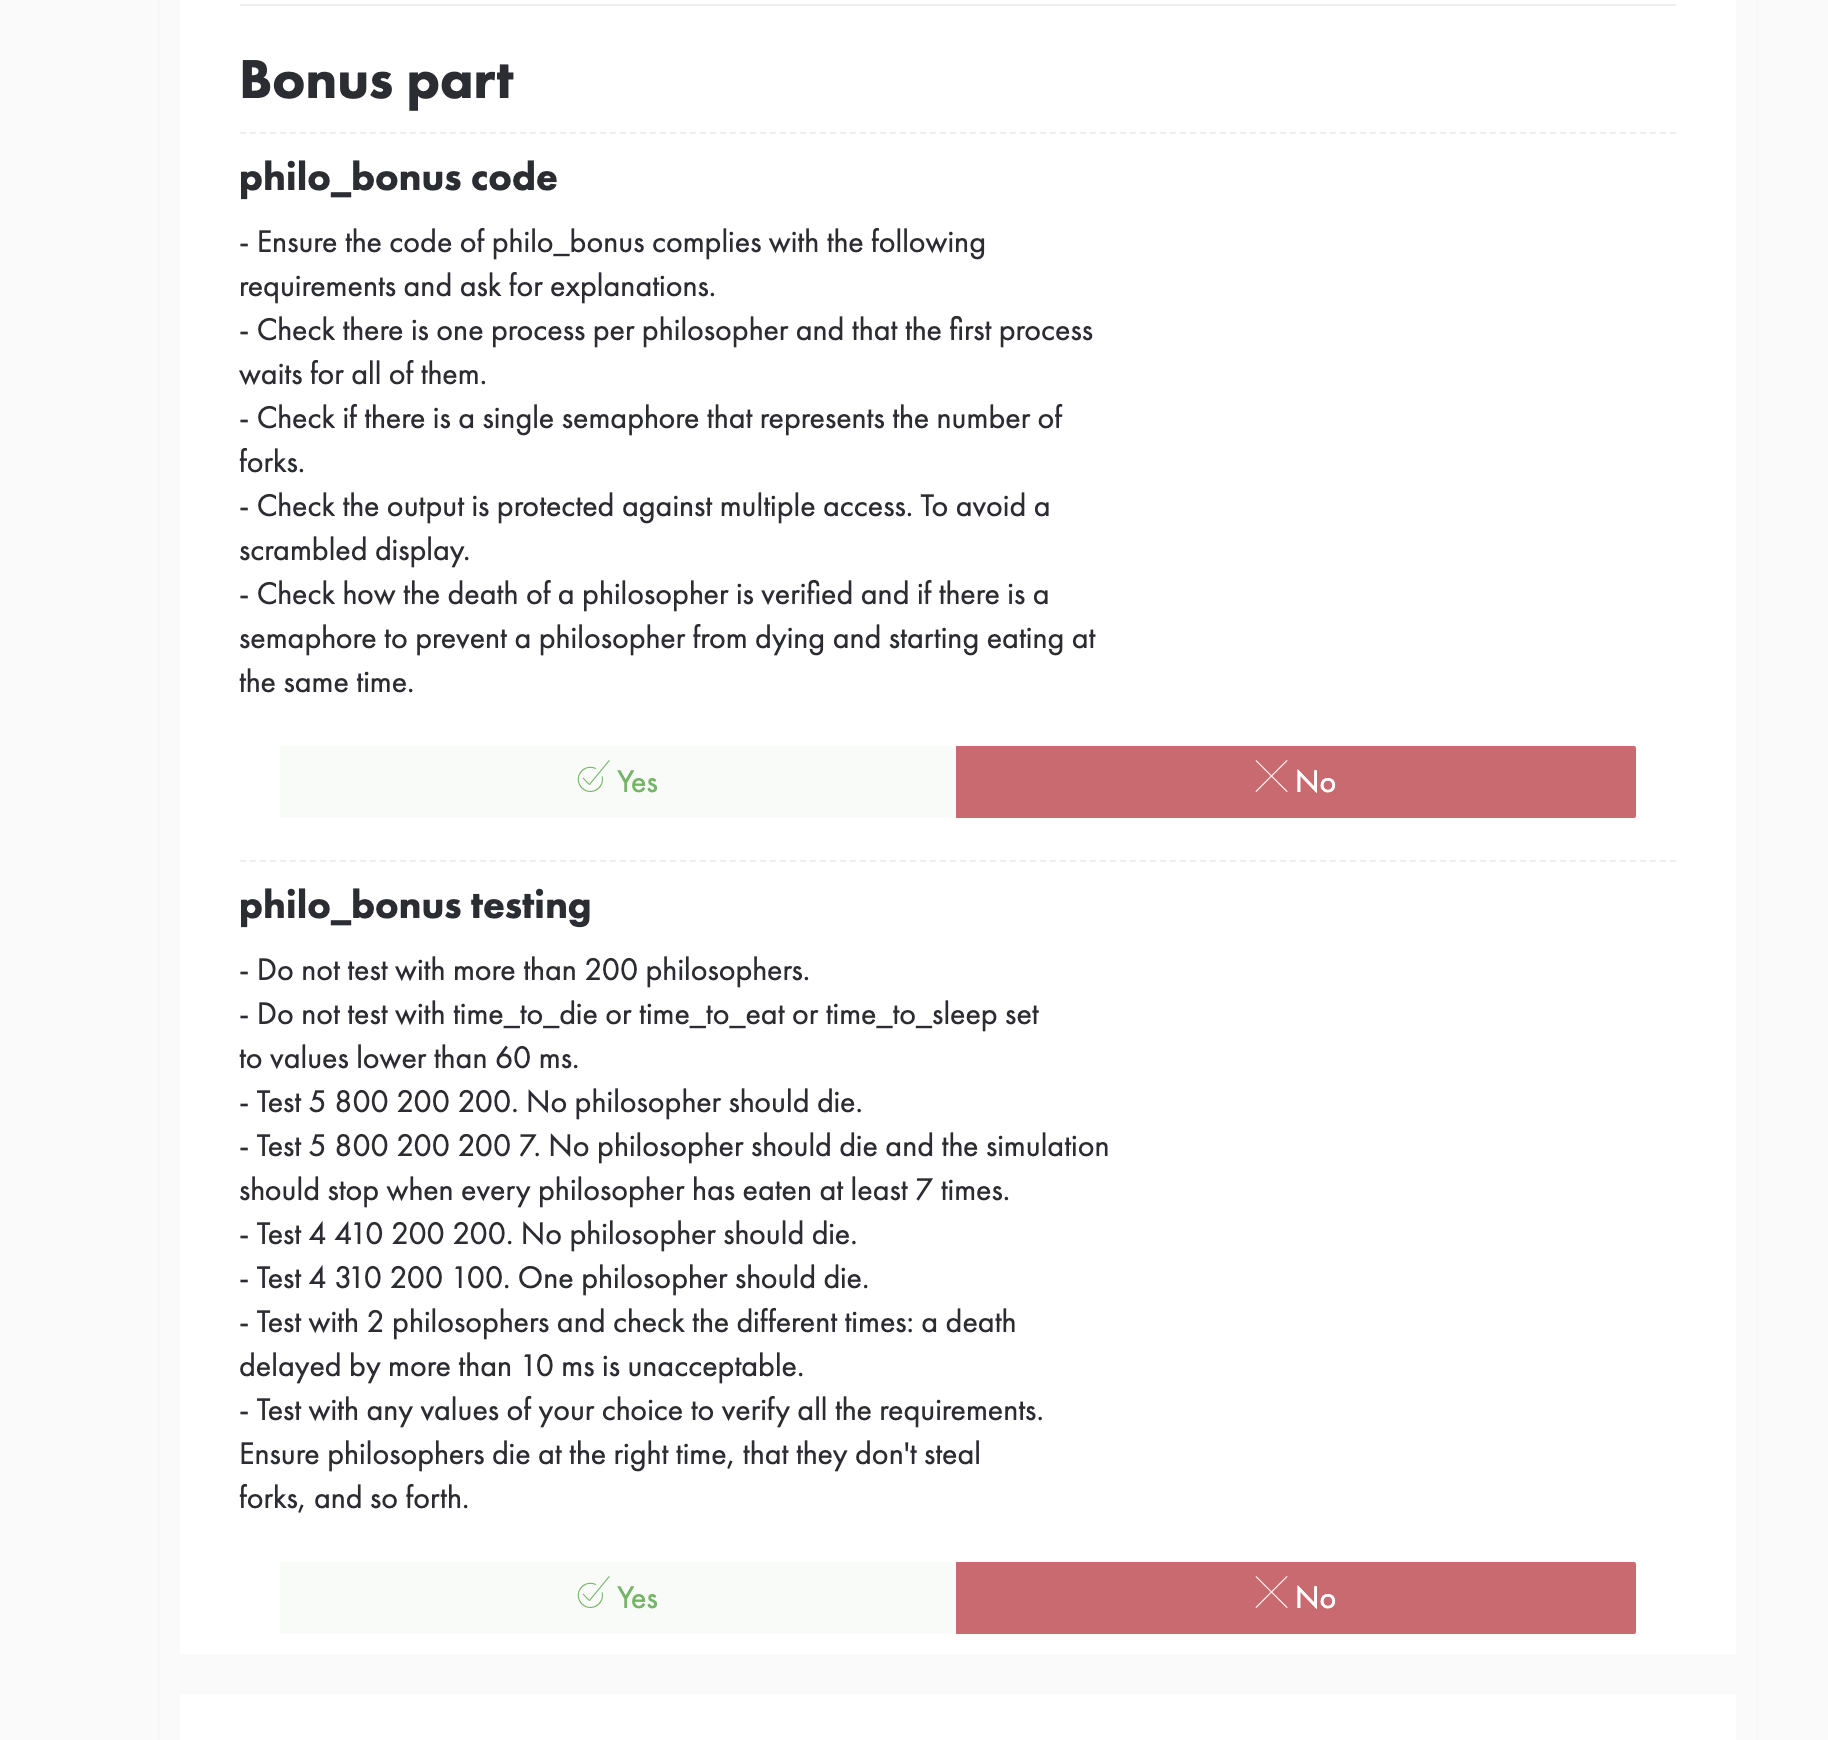 Bonus part
philo_bonus code
- Ensure the code of philo_bonus complies with the following
requirements and ask for explanations.
- Check there is one process per philosopher and that the first process
waits for all of them.
- Check if there is a single semaphore that represents the number of
forks.
- Check the output is protected against multiple access. To avoid a
scrambled display.
- Check how the death of a philosopher is verified and if there is a
semaphore to prevent a philosopher from dying and starting eating at
the same time.
Yes
No
philo_bonus testing
- Do not test with more than 200 philosophers.
- Do not test with time_to_die or time_to_eat or time_to_sleep set
to values lower than 60 ms.
- Test 5 800 200 200. No philosopher should die.
- Test 5 800 200 200 7. No philosopher should die and the simulation
should stop when every philosopher has eaten at least 7 times.
- Test 4 410 200 200. No philosopher should die.
- Test 4 310 200 100. One philosopher should die.
- Test with 2 philosophers and check the different times: a death
delayed by more than 10 ms is unacceptable.
- Test with any values of your choice to verify all the requirements.
Ensure philosophers die at the right time, that they don't steal
forks, and so forth.
Yes
No